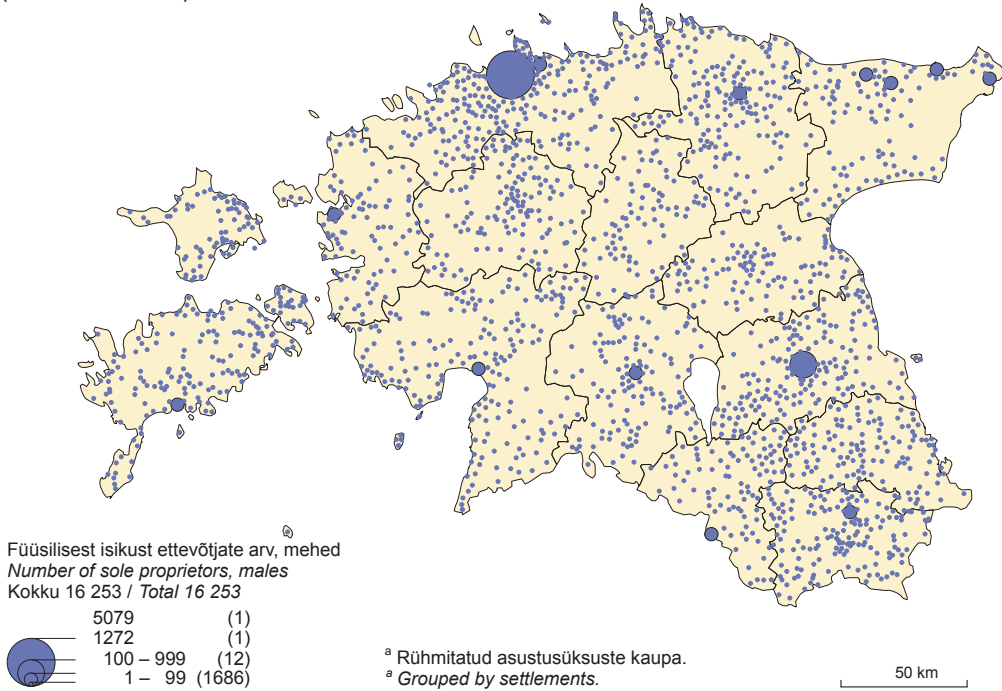 Füüsilisest isikust ettevõtjate arv, mehed
Number of sole proprietors, males
Kokku 16 253 / Total 16 253
5079 (1)
1272 (1)
100 – 999 (12)
1 – 99 (1686)
a Rühmitatud asustusüksuste kaupa.
a Grouped by settlements.
50 km